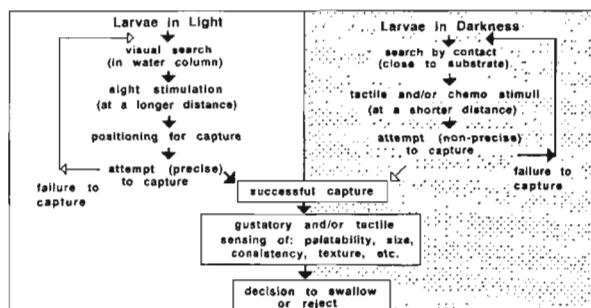 Larvae in Light
visual search
(in water column)
sight stimulation
(at a longer distance)
positioning for capture
attempt (precise)
to capture
failure to
capture
Larvae in Darkness
search by contact
(close to substrate)
tactile and/or chemo stimuli
(at a shorter distance)
attempt (non-precise)
to capture
failure to
capture
successful capture
gustatory and/or tactile
sensing of: palatability, size,
consistency, texture, etc.
decision to swallow
or reject